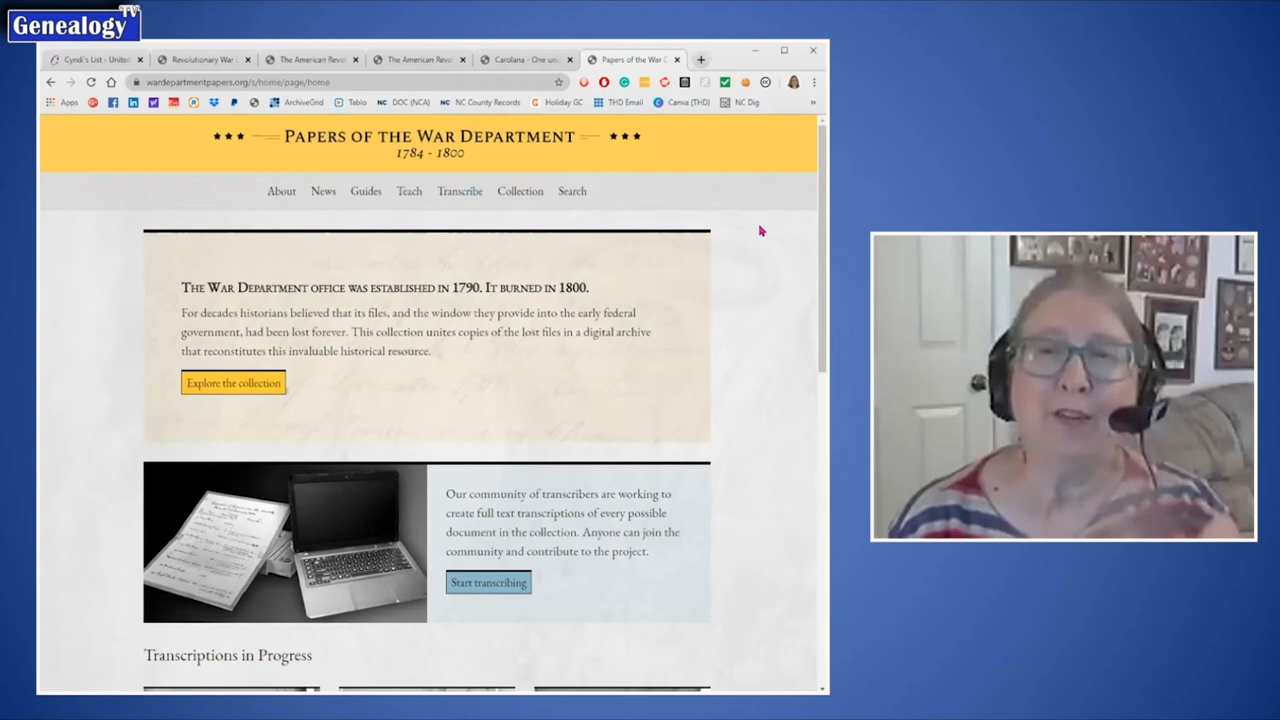 Genealogy TV
Cyndi's List - United
Revolutionary War
The American Revo
The American Revo
Carolana - One uni
Papers of the War D
wardepartmentpapers.org/s/home/page/home
Apps
ArchiveGrid
Tablo
NC DOC (NCA)
NC NC County Records
Holiday GC
THD Email
Canva (THD)
NC Dig
PAPERS OF THE WAR DEPARTMENT
1784 - 1800
About News Guides Teach Transcribe Collection Search
THE WAR DEPARTMENT OFFICE WAS ESTABLISHED IN 1790. IT BURNED IN 1800.
For decades historians believed that its files, and the window they provide into the early federal
government, had been lost forever. This collection unites copies of the lost files in a digital archive
that reconstitutes this invaluable historical resource.
Explore the collection
Our community of transcribers are working to
create full text transcriptions of every possible
document in the collection. Anyone can join the
community and contribute to the project.
Start transcribing
Transcriptions in Progress